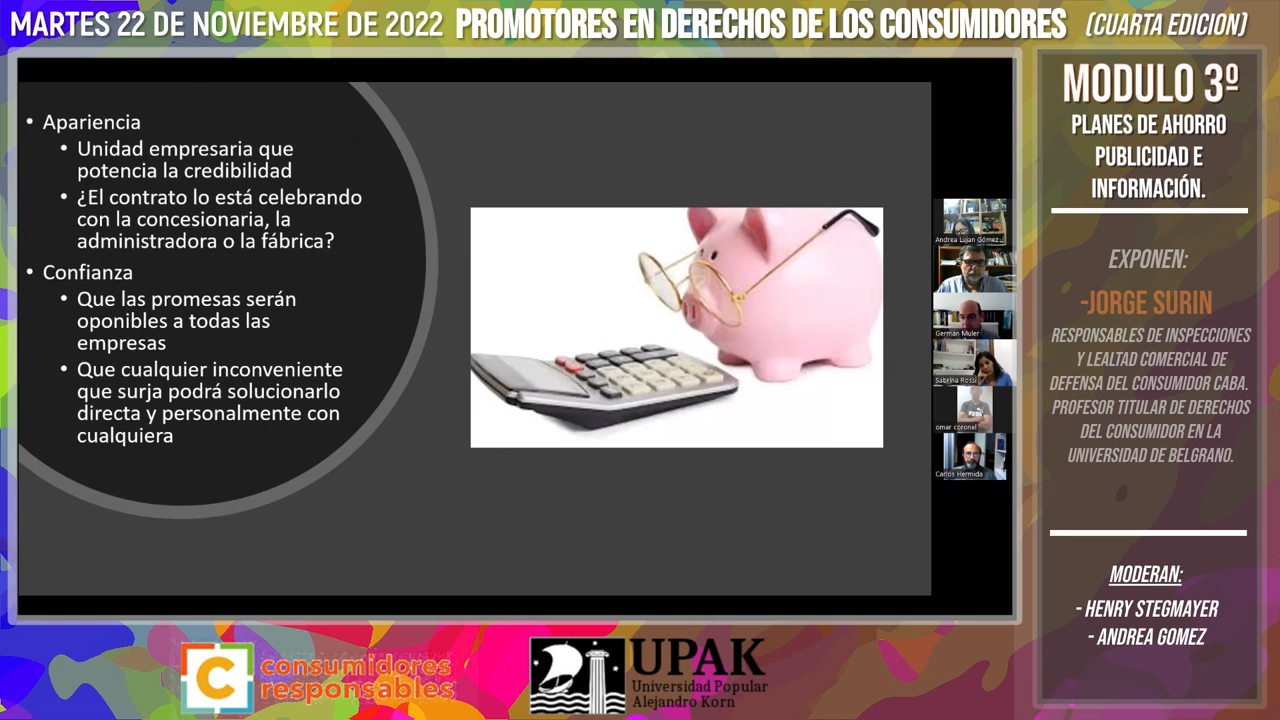 MARTES 22 DE NOVIEMBRE DE 2022 PROMOTORES EN DERECHOS DE LOS CONSUMIDORES (CUARTA EDICION)
• Apariencia
• Unidad empresaria que
potencia la credibilidad
• ¿El contrato lo está celebrando
con la concesionaria, la
administradora o la fábrica?
• Confianza
• Que las promesas serán
oponibles a todas las
empresas
• Que cualquier inconveniente
que surja podrá solucionarlo
directa y personalmente con
cualquiera
Andrea Lujan Gómez...
Germán Muler
Sabrina Rossi
omar coronel
Carlos Hermida
MODULO 3º
PLANES DE AHORRO
PUBLICIDAD E
INFORMACIÓN.
EXPONEN:
-JORGE SURIN
RESPONSABLES DE INSPECCIONES
Y LEALTAD COMERCIAL DE
DEFENSA DEL CONSUMIDOR CABA.
PROFESOR TITULAR DE DERECHOS
DEL CONSUMIDOR EN LA
UNIVERSIDAD DE BELGRANO.
MODERAN:
- HENRY STEGMAYER
- ANDREA GOMEZ
C consumidores
responsables
UPAK
Universidad Popular
Alejandro Korn